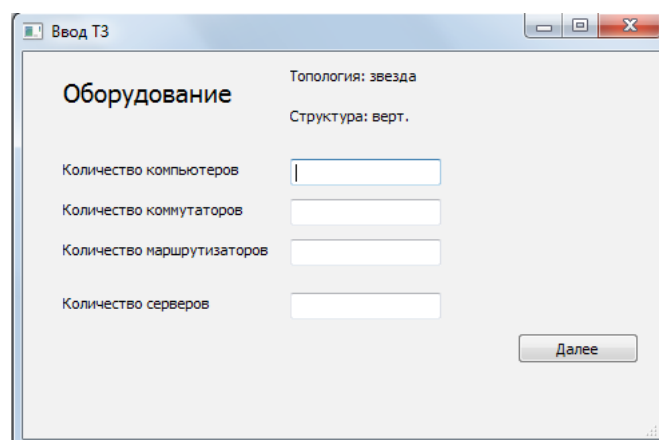 Ввод ТЗ
Оборудование
Топология: звезда
Структура: верт.
Количество компьютеров
Количество коммутаторов
Количество маршрутизаторов
Количество серверов
Далее